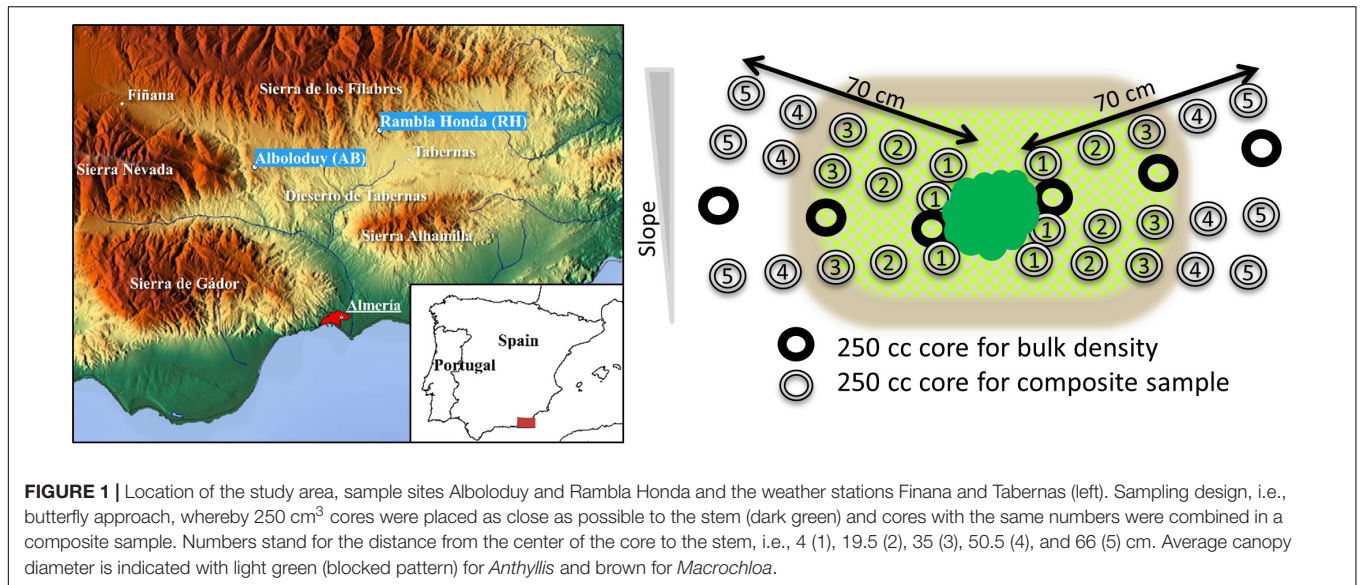 Fiñana
Sierra de los Filabres
Rambla Honda (RH)
Alboloduy (AB)
Tabernas
Sierra Nevada
Dieserto de Tabernas
Sierra Alhamilla
Sierra de Gádor
Almería
Spain
Portugal
Slope
70 cm
70 cm
5 4 3 2 1 1 2 3 4 5
5 4 3 2 1
1 2 3 4 5
5 4 3 2 1 1 2 3 4 5
250 cc core for bulk density
250 cc core for composite sample
FIGURE 1 | Location of the study area, sample sites Alboloduy and Rambla Honda and the weather stations Finana and Tabernas (left). Sampling design, i.e.,
butterfly approach, whereby 250 cm³ cores were placed as close as possible to the stem (dark green) and cores with the same numbers were combined in a
composite sample. Numbers stand for the distance from the center of the core to the stem, i.e., 4 (1), 19.5 (2), 35 (3), 50.5 (4), and 66 (5) cm. Average canopy
diameter is indicated with light green (blocked pattern) for Anthyllis and brown for Macrochloa.